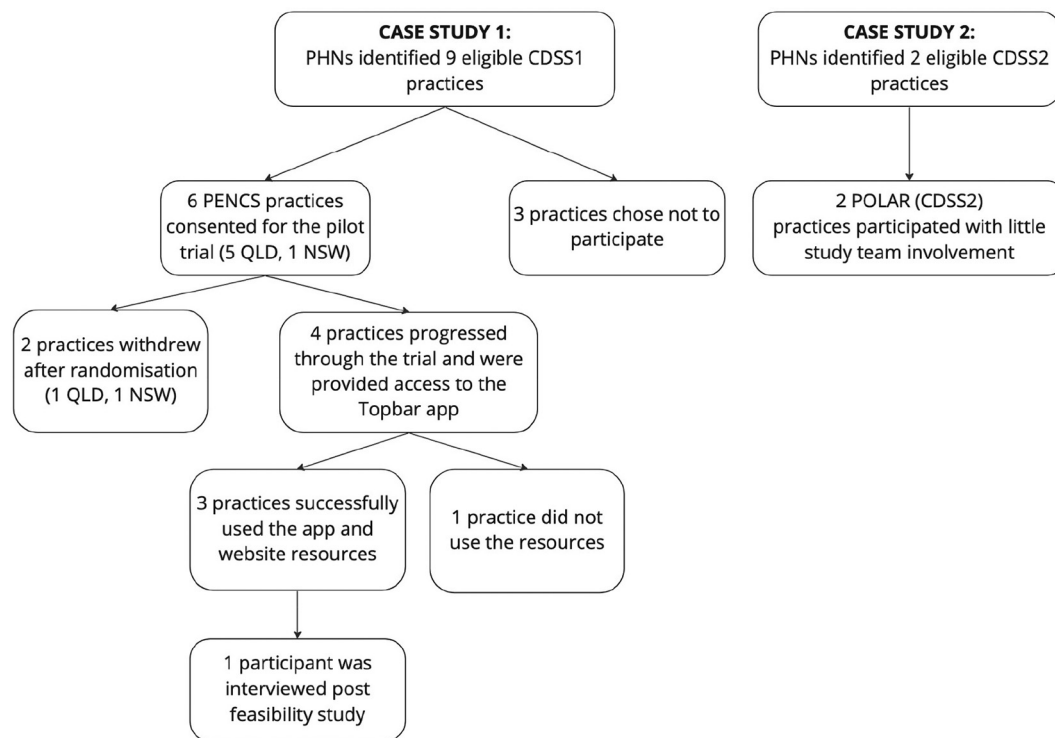 CASE STUDY 1:
PHNs identified 9 eligible CDSS1
practices
CASE STUDY 2:
PHNs identified 2 eligible CDSS2
practices
6 PENCS practices
consented for the pilot
trial (5 QLD, 1 NSW)
3 practices chose not to
participate
2 POLAR (CDSS2)
practices participated with little
study team involvement
2 practices withdrew
after randomisation
(1 QLD, 1 NSW)
4 practices progressed
through the trial and were
provided access to the
Topbar app
3 practices successfully
used the app and
website resources
1 practice did not
use the resources
1 participant was
interviewed post
feasibility study